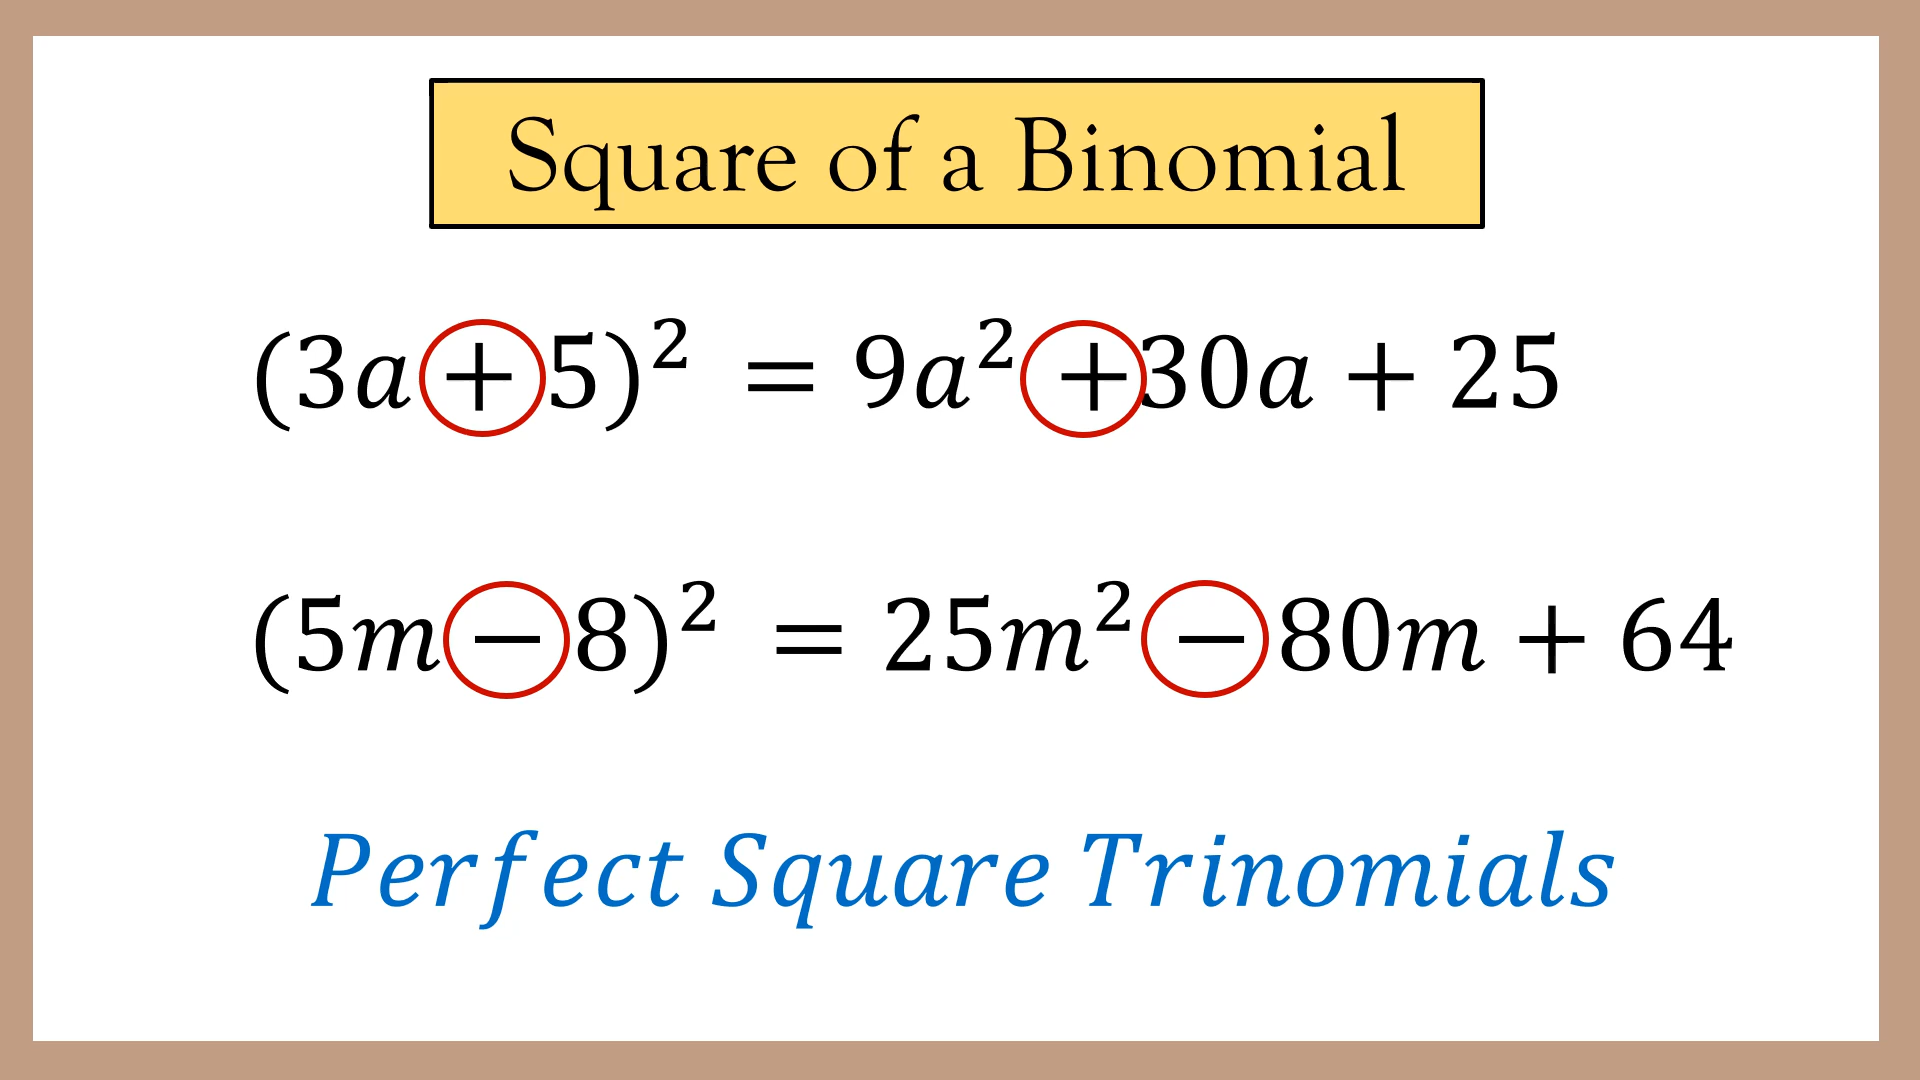 Square of a Binomial
(3a + 5)² = 9a² + 30a + 25
(5m − 8)² = 25m² − 80m + 64
Perfect Square Trinomials